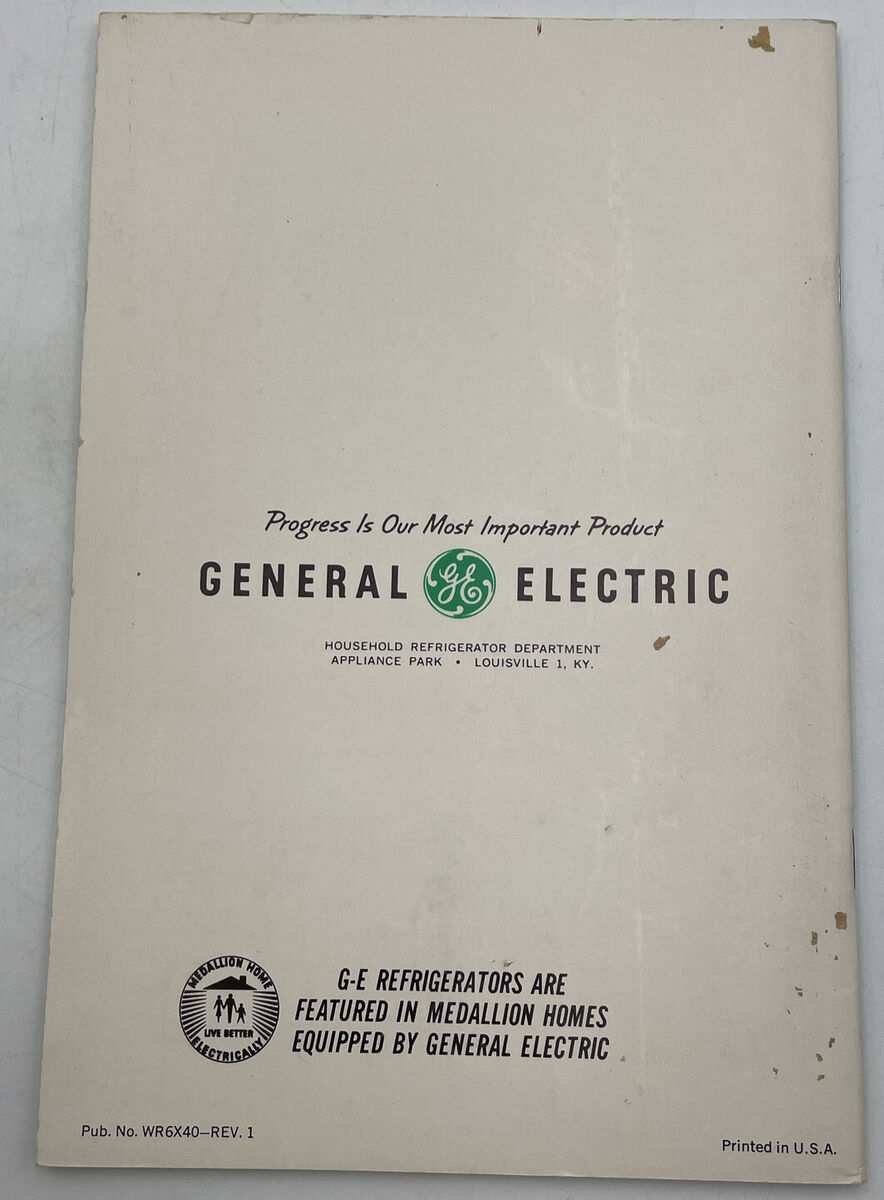 Progress Is Our Most Important Product
GENERAL GE ELECTRIC
HOUSEHOLD REFRIGERATOR DEPARTMENT
APPLIANCE PARK • LOUISVILLE 1, KY.
MEDALLION HOME
LIVE BETTER
ELECTRICALLY
G-E REFRIGERATORS ARE
FEATURED IN MEDALLION HOMES
EQUIPPED BY GENERAL ELECTRIC
Pub. No. WR6X40—REV. 1
Printed in U.S.A.